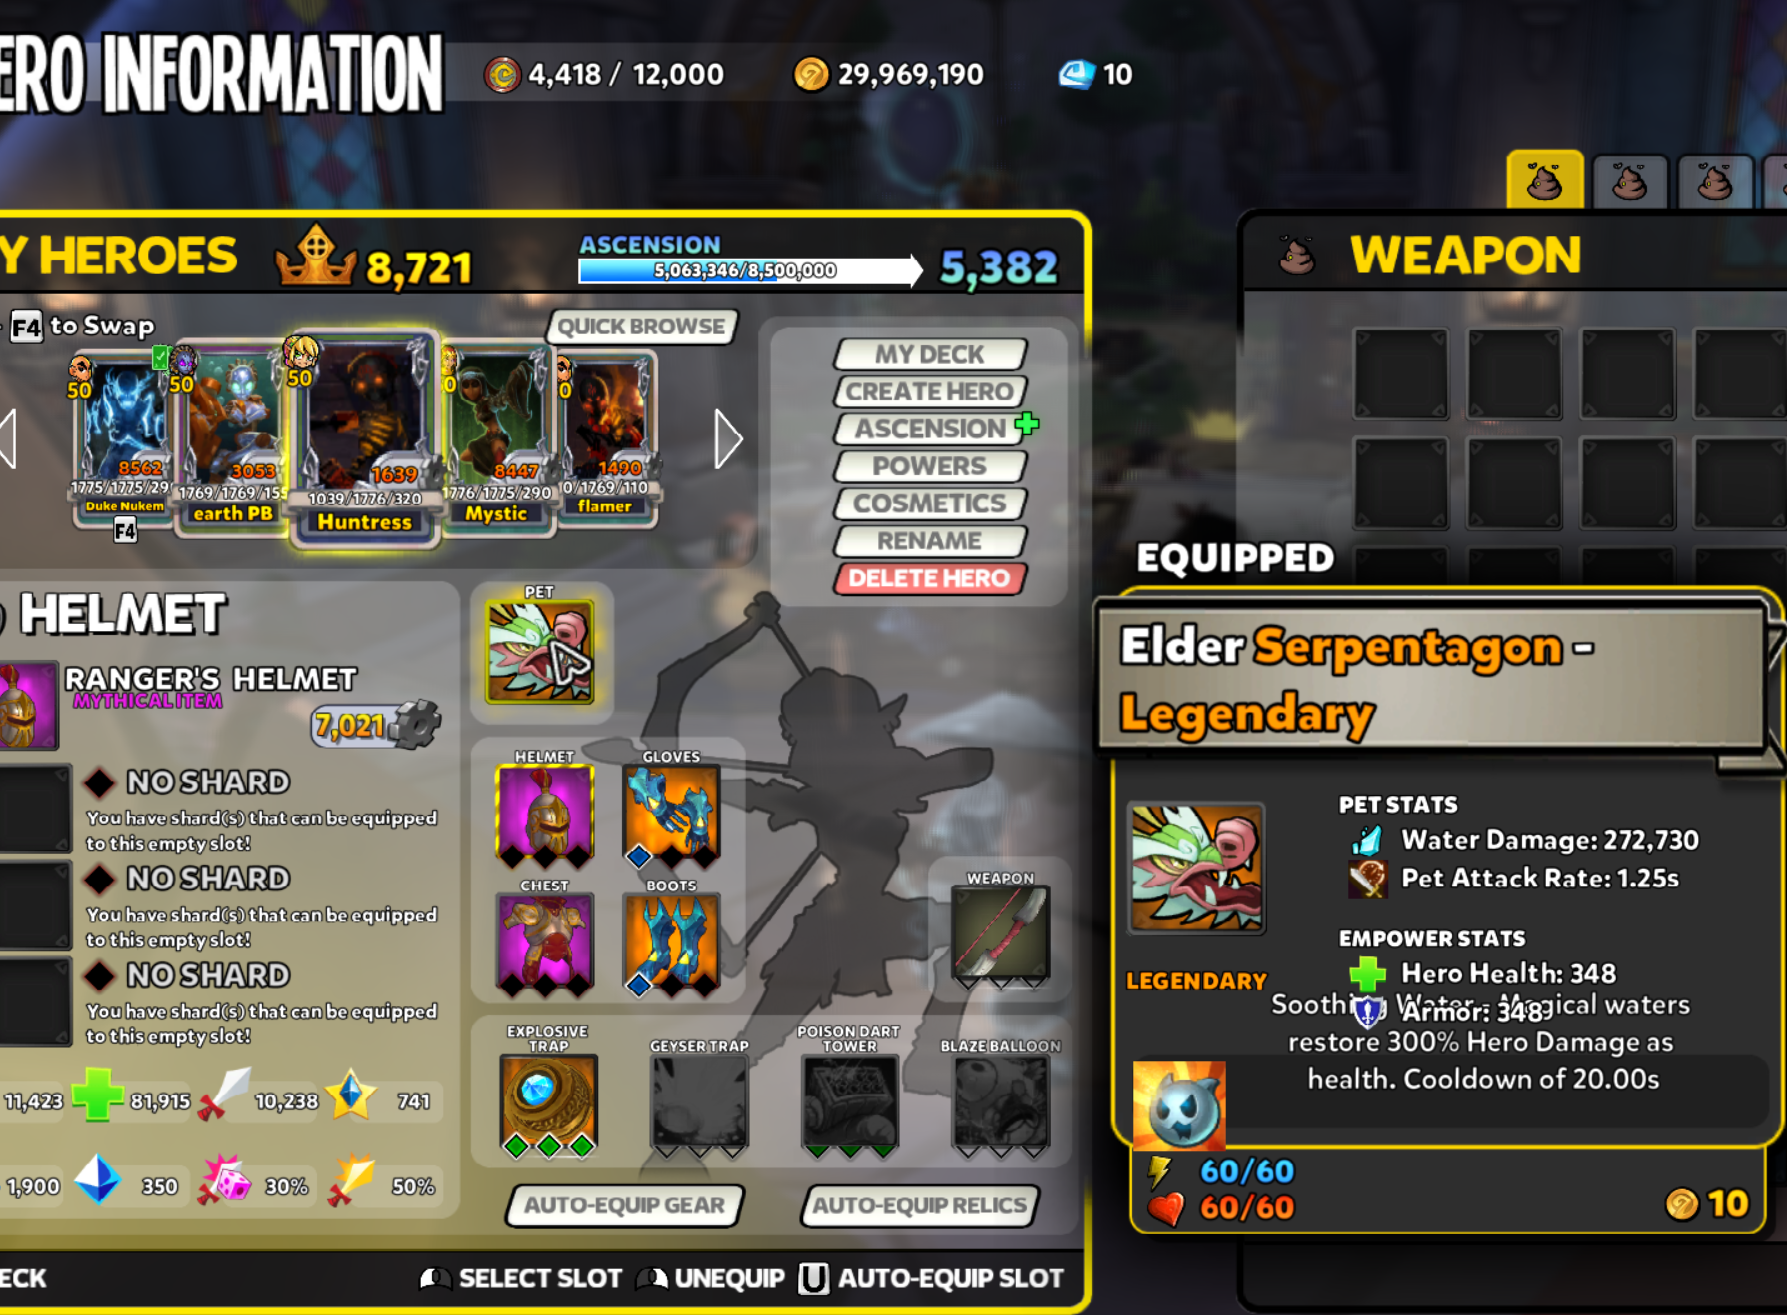 ERO INFORMATION
4,418 / 12,000
29,969,190
10
Y HEROES
8,721
ASCENSION
5,063,346/8,500,000
5,382
F4 to Swap
QUICK BROWSE
50
8562
1775/1775/29
Duke Nukem
F4
50
3053
1769/1769/15
earth PB
50
1639
1039/1776/320
Huntress
0
8447
1776/1775/290
Mystic
0
1490
0/1769/110
flamer
MY DECK
CREATE HERO
ASCENSION
POWERS
COSMETICS
RENAME
DELETE HERO
HELMET
RANGER'S HELMET
MYTHICAL ITEM
7,021
NO SHARD
You have shard(s) that can be equipped
to this empty slot!
NO SHARD
You have shard(s) that can be equipped
to this empty slot!
NO SHARD
You have shard(s) that can be equipped
to this empty slot!
11,423
81,915
10,238
741
1,900
350
30%
50%
PET
HELMET
GLOVES
CHEST
BOOTS
WEAPON
EXPLOSIVE
TRAP
GEYSER TRAP
POISON DART
TOWER
BLAZE BALLOON
AUTO-EQUIP GEAR
AUTO-EQUIP RELICS
ECK
SELECT SLOT
UNEQUIP
U AUTO-EQUIP SLOT
WEAPON
EQUIPPED
Elder Serpentagon -
Legendary
LEGENDARY
PET STATS
Water Damage: 272,730
Pet Attack Rate: 1.25s
EMPOWER STATS
Hero Health: 348
Armor: 348
Soothing Water - Magical waters
restore 300% Hero Damage as
health. Cooldown of 20.00s
60/60
60/60
10